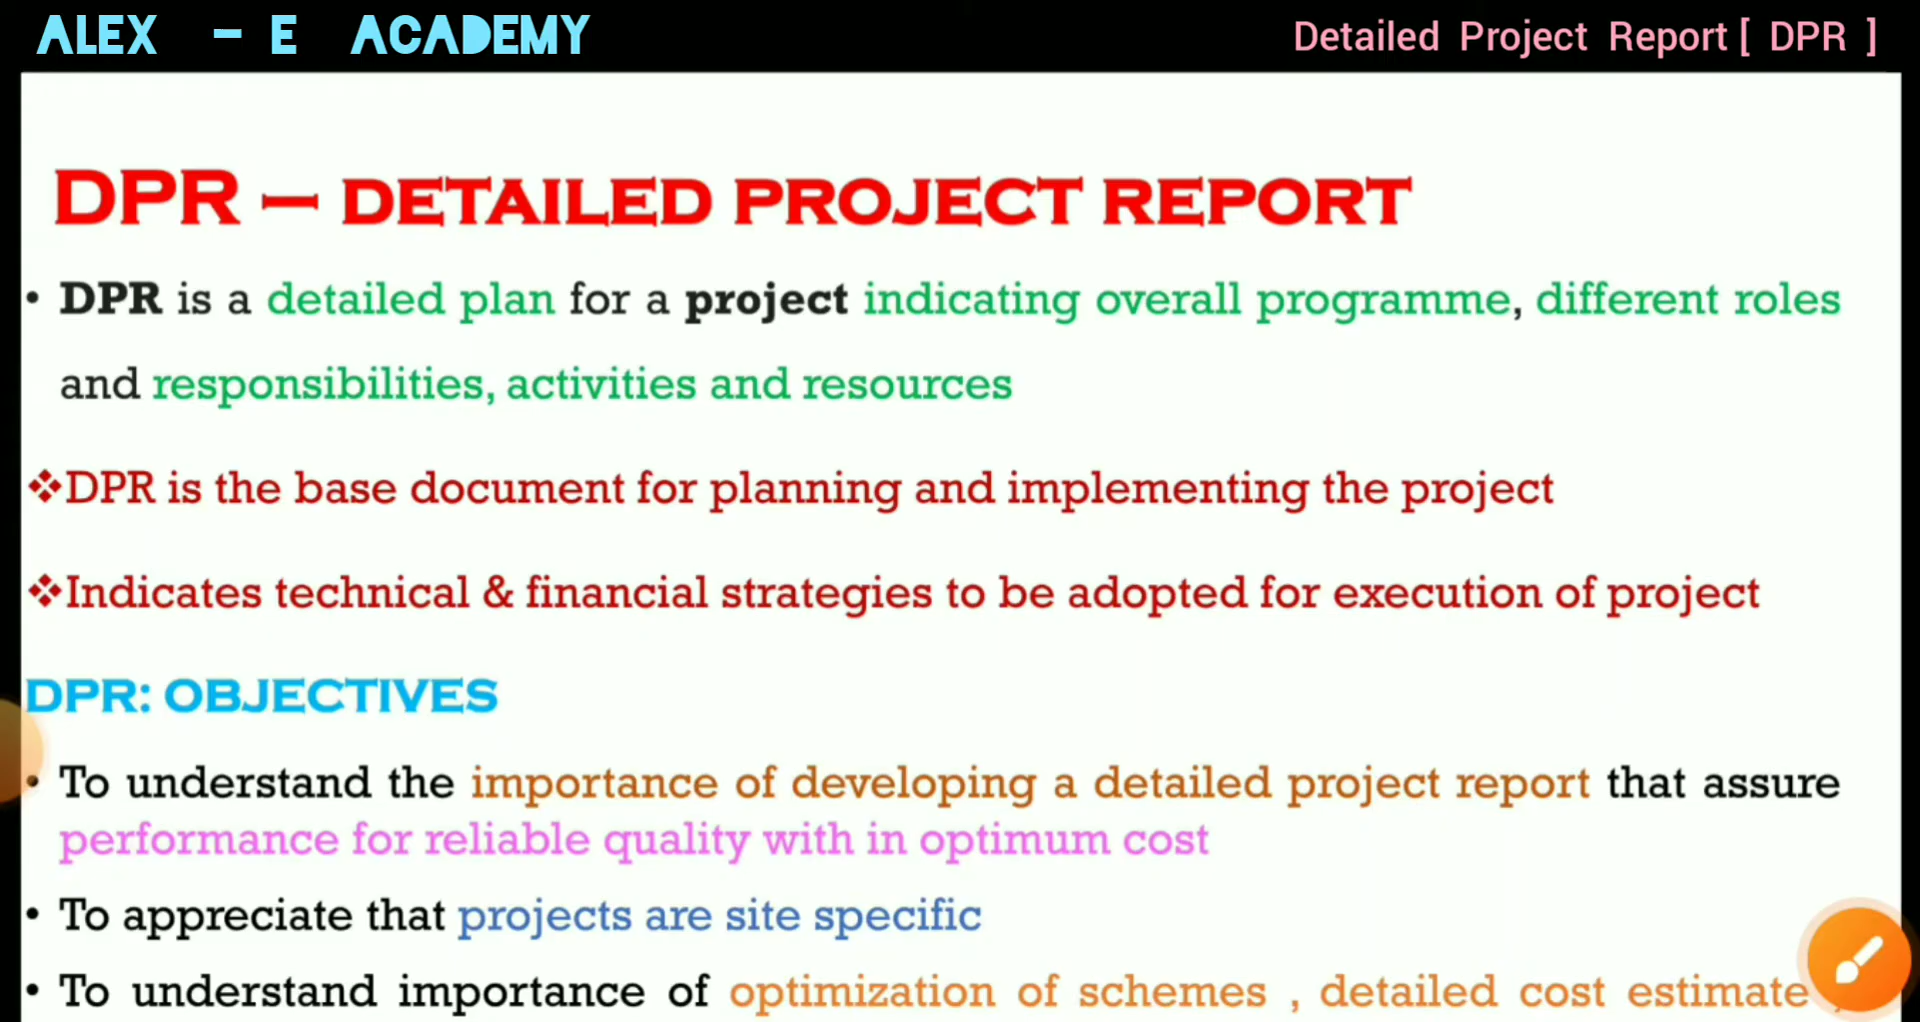 ALEX - E ACADEMY
Detailed Project Report [ DPR ]
DPR – DETAILED PROJECT REPORT
• DPR is a detailed plan for a project indicating overall programme, different roles
and responsibilities, activities and resources
❖DPR is the base document for planning and implementing the project
❖Indicates technical & financial strategies to be adopted for execution of project
DPR: OBJECTIVES
• To understand the importance of developing a detailed project report that assure
performance for reliable quality with in optimum cost
• To appreciate that projects are site specific
• To understand importance of optimization of schemes , detailed cost estimate ,